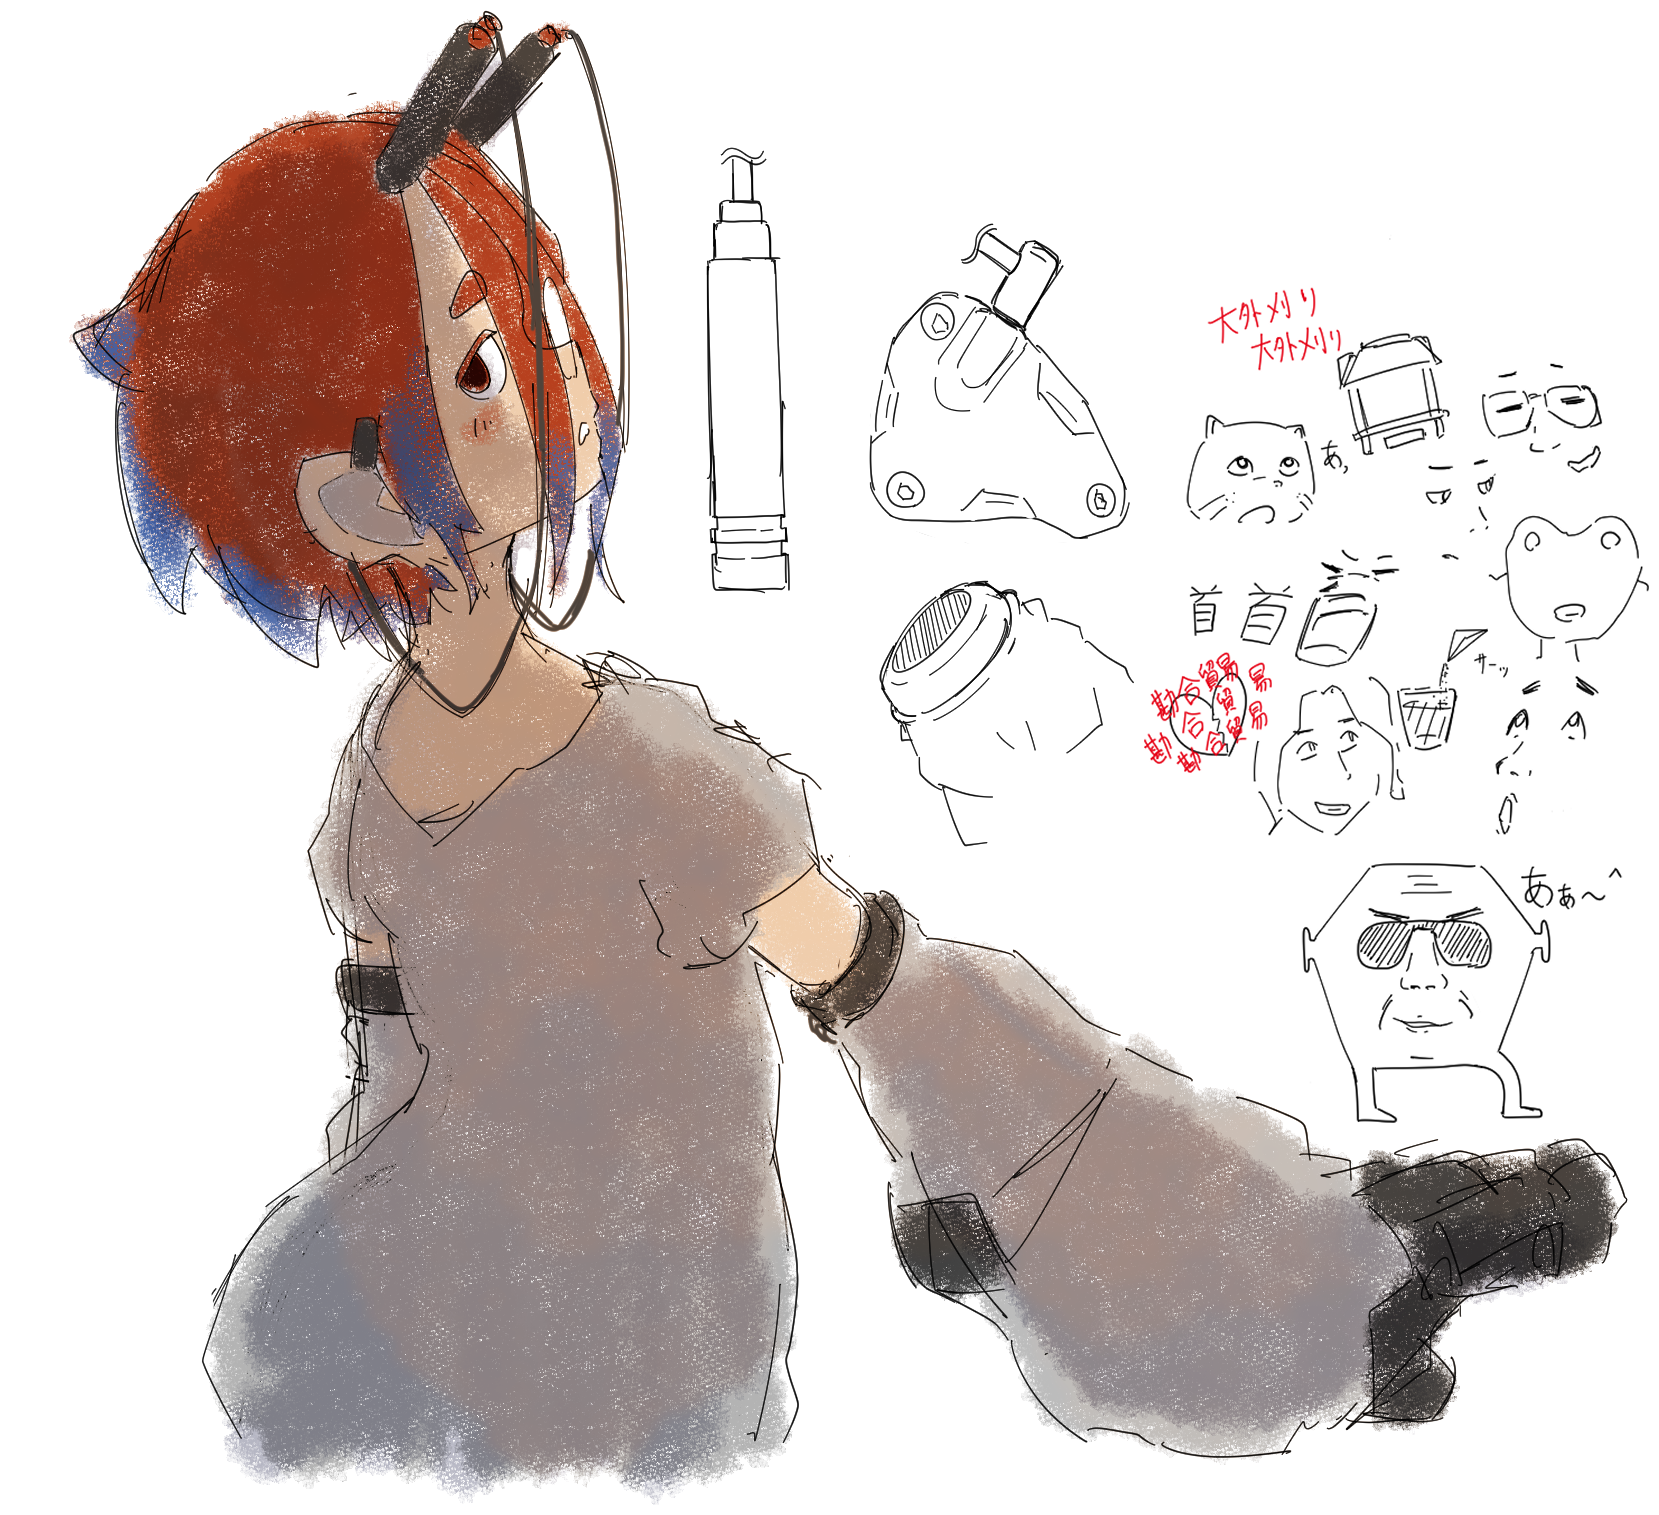 大外刈り
大外刈り
あっ
首 首
サーッ
勘合貿易
勘合貿易
勘合貿易
あぁ〜^